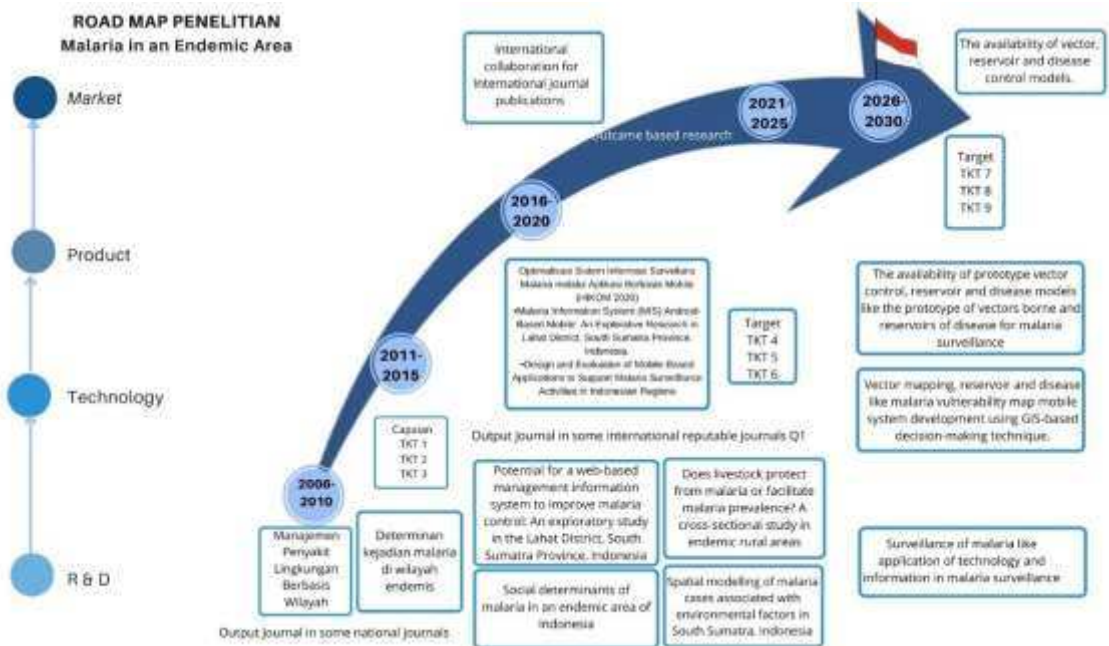 ROAD MAP PENELITIAN
Malaria in an Endemic Area
Market
Product
Technology
R & D
2006-
2010
2011-
2015
2016-
2020
2021-
2025
2026-
2030
Outcame based research
International
collaboration for
International journal
publications
The availability of vector,
reservoir and disease
control models.
Target
TKT 7
TKT 8
TKT 9
Optimalisasi Sistem Informasi Surveilans
Malaria melalui Aplikasi Berbasis Mobile
(HIKOM 2020)
•Malaria Information System (MIS) Android-
Based Mobile: An Explorative Research in
Lahat District, South Sumatra Province,
Indonesia.
•Design and Evaluation of Mobile Based
Applications to Support Malaria Surveillance
Activities in Indonesian Regions
Target
TKT 4
TKT 5
TKT 6
The availability of prototype vector
control, reservoir and disease models
like the prototype of vectors borne and
reservoirs of disease for malaria
surveillance
Vector mapping, reservoir and disease
like malaria vulnerability map mobile
system development using GIS-based
decision-making technique.
Capaian
TKT 1
TKT 2
TKT 3
Output Journal in some international reputable journals Q1
Manajemen
Penyakit
Lingkungan
Berbasis
Wilayah
Determinan
kejadian malaria
di wilayah
endemis
Potential for a web-based
management information
system to improve malaria
control: An exploratory study
in the Lahat District, South
Sumatra Province, Indonesia
Does livestock protect
from malaria or facilitate
malaria prevalence? A
cross-sectional study in
endemic rural areas
Social determinants of
malaria in an endemic area of
Indonesia
Spatial modelling of malaria
cases associated with
environmental factors in
South Sumatra, Indonesia
Surveillance of malaria like
application of technology and
information in malaria surveillance
Output Journal in some national journals